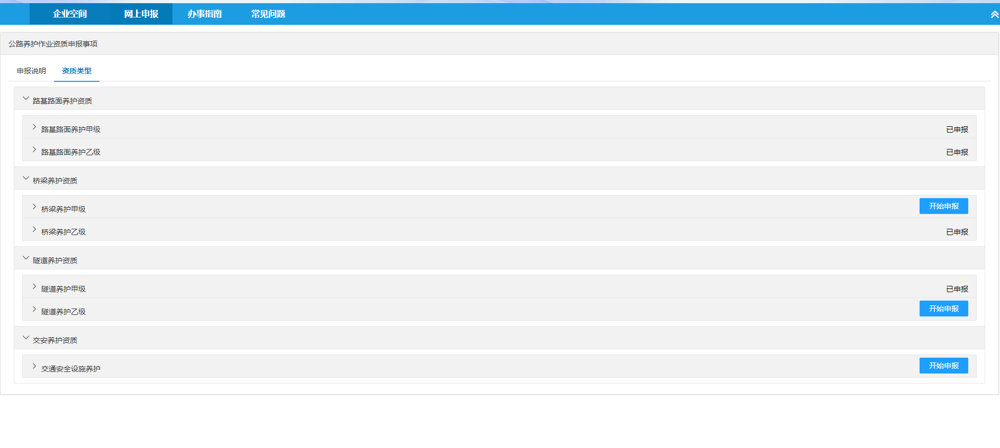 企业空间 网上申报 办事指南 常见问题
公路养护作业资质申报事项
申报说明 资质类型
路基路面养护资质
路基路面养护甲级 已申报
路基路面养护乙级 已申报
桥梁养护资质
桥梁养护甲级 开始申报
桥梁养护乙级 已申报
隧道养护资质
隧道养护甲级 已申报
隧道养护乙级 开始申报
交安养护资质
交通安全设施养护 开始申报